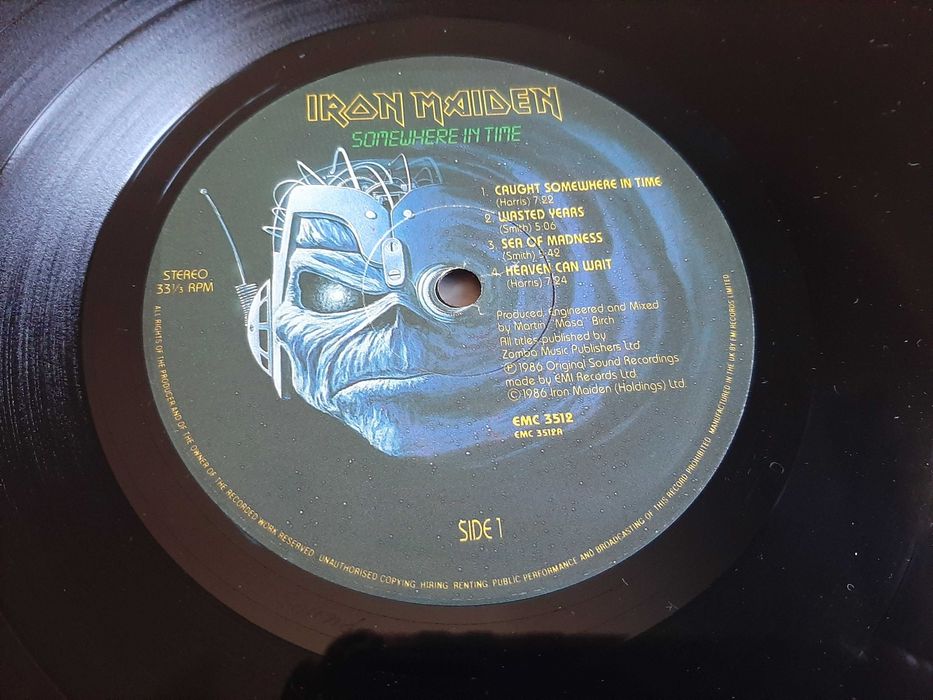 IRON MAIDEN
SOMEWHERE IN TIME
1. CAUGHT SOMEWHERE IN TIME
(Harris) 7:22
2. WASTED YEARS
(Smith) 5:06
3. SEA OF MADNESS
(Smith) 5:42
4. HEAVEN CAN WAIT
(Harris) 7:24
STEREO
33⅓ RPM
Produced, Engineered and Mixed
by Martin "Masa" Birch
All titles published by
Zomba Music Publishers Ltd
Ⓟ1986 Original Sound Recordings
made by EMI Records Ltd.
©1986 Iron Maiden (Holdings) Ltd.
EMC 3512
EMC 3512A
SIDE 1
ALL RIGHTS OF THE PRODUCER AND OF THE OWNER OF THE RECORDED WORK RESERVED. UNAUTHORISED COPYING, HIRING, RENTING, PUBLIC PERFORMANCE AND BROADCASTING OF THIS RECORD PROHIBITED. MANUFACTURED IN THE UK BY EMI RECORDS LIMITED